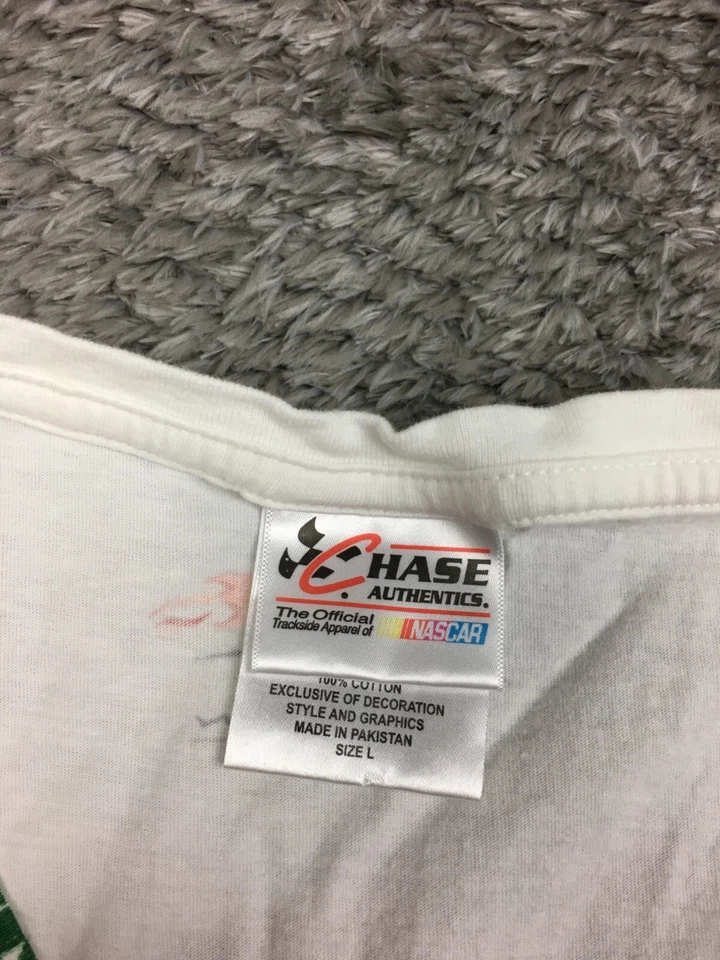 CHASE
AUTHENTICS.
The Official
Trackside Apparel of NASCAR
100% COTTON
EXCLUSIVE OF DECORATION
STYLE AND GRAPHICS
MADE IN PAKISTAN
SIZE L